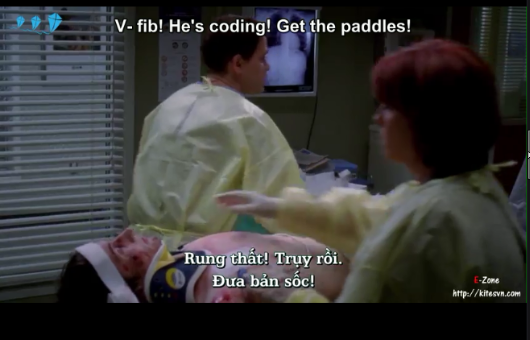 V- fib! He's coding! Get the paddles!
Rung thất! Trụy rồi.
Đưa bản sốc!
E-Zone
http://kitesvn.com